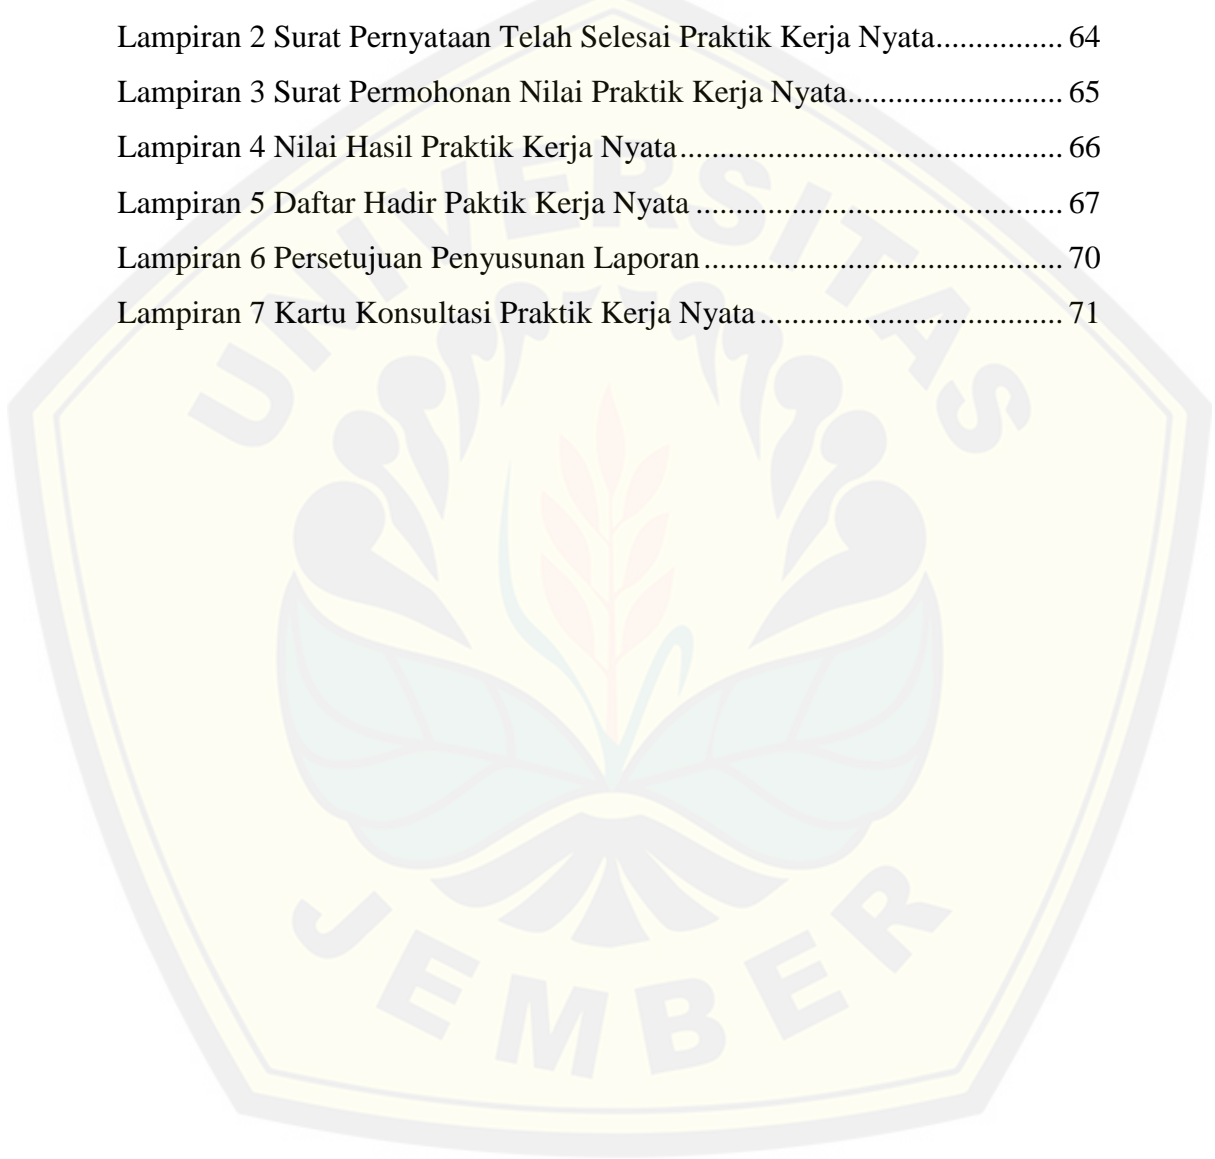 Lampiran 2 Surat Pernyataan Telah Selesai Praktik Kerja Nyata................ 64
Lampiran 3 Surat Permohonan Nilai Praktik Kerja Nyata........................... 65
Lampiran 4 Nilai Hasil Praktik Kerja Nyata................................................ 66
Lampiran 5 Daftar Hadir Paktik Kerja Nyata .............................................. 67
Lampiran 6 Persetujuan Penyusunan Laporan............................................. 70
Lampiran 7 Kartu Konsultasi Praktik Kerja Nyata...................................... 71
UNIVERSITAS
JEMBER